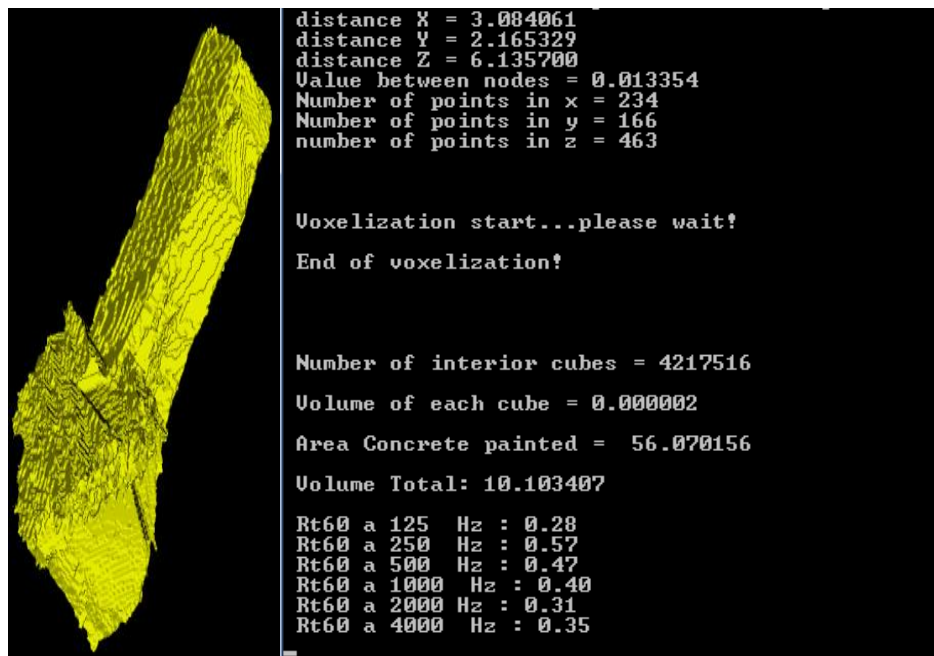 distance X = 3.084061
distance Y = 2.165329
distance Z = 6.135700
Value between nodes = 0.013354
Number of points in x = 234
Number of points in y = 166
number of points in z = 463
Voxelization start...please wait!
End of voxelization!
Number of interior cubes = 4217516
Volume of each cube = 0.000002
Area Concrete painted =  56.070156
Volume Total: 10.103407
Rt60 a 125  Hz : 0.28
Rt60 a 250  Hz : 0.57
Rt60 a 500  Hz : 0.47
Rt60 a 1000  Hz : 0.40
Rt60 a 2000 Hz : 0.31
Rt60 a 4000  Hz : 0.35